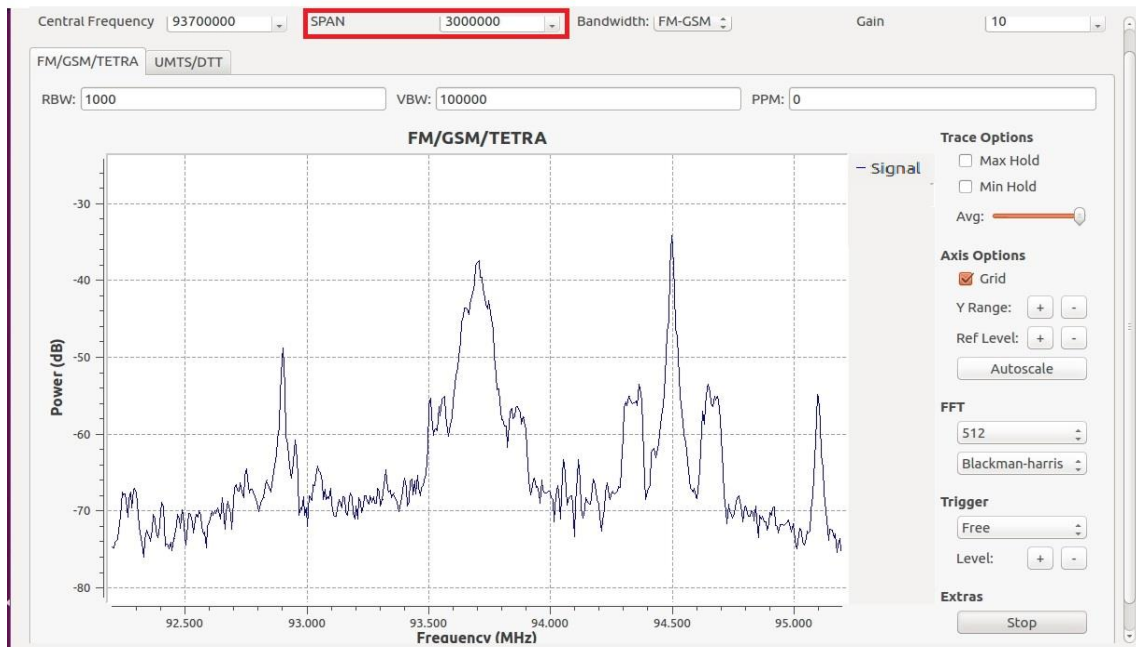 Central Frequency 93700000 SPAN 3000000 Bandwidth: FM-GSM Gain 10
FM/GSM/TETRA UMTS/DTT
RBW: 1000 VBW: 100000 PPM: 0
FM/GSM/TETRA
Signal
Power (dB)
-30
-40
-50
-60
-70
-80
92.500 93.000 93.500 94.000 94.500 95.000
Frequency (MHz)
Trace Options
Max Hold
Min Hold
Avg:
Axis Options
Grid
Y Range: + -
Ref Level: + -
Autoscale
FFT
512
Blackman-harris
Trigger
Free
Level: + -
Extras
Stop